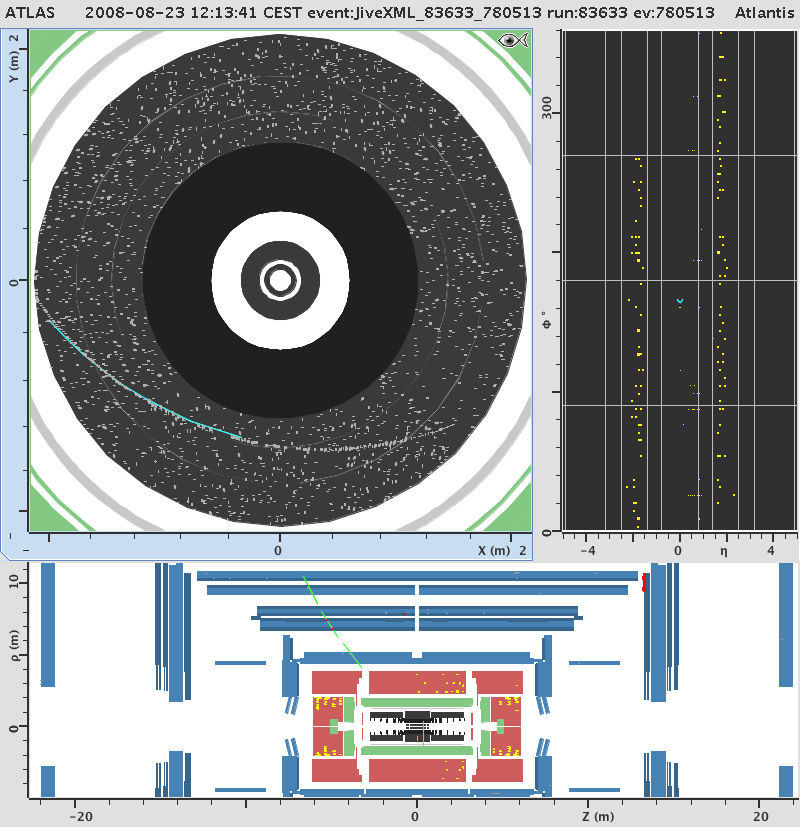 ATLAS 2008-08-23 12:13:41 CEST event:JiveXML_83633_780513 run:83633 ev:780513 Atlantis
Y (m) 2
0
0
X (m) 2
300
Φ °
0
-4
0
η
4
10
ρ (m)
0
-20
0
Z (m)
20